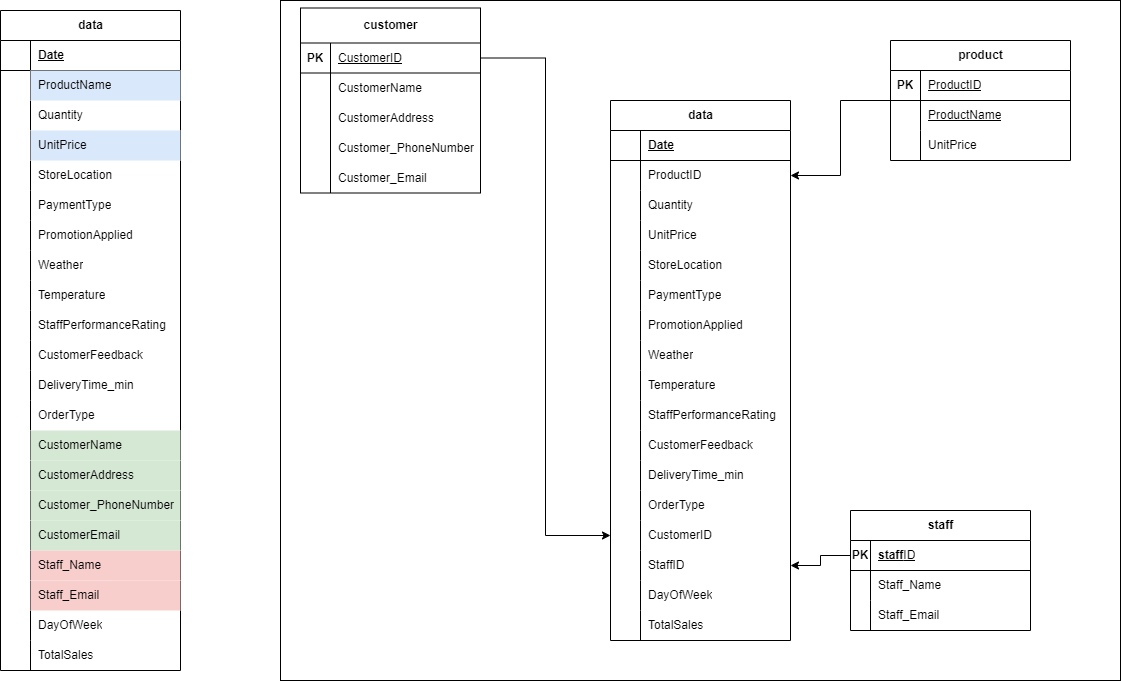 data
Date
ProductName
Quantity
UnitPrice
StoreLocation
PaymentType
PromotionApplied
Weather
Temperature
StaffPerformanceRating
CustomerFeedback
DeliveryTime_min
OrderType
CustomerName
CustomerAddress
Customer_PhoneNumber
CustomerEmail
Staff_Name
Staff_Email
DayOfWeek
TotalSales
customer
PK CustomerID
CustomerName
CustomerAddress
Customer_PhoneNumber
Customer_Email
data
Date
ProductID
Quantity
UnitPrice
StoreLocation
PaymentType
PromotionApplied
Weather
Temperature
StaffPerformanceRating
CustomerFeedback
DeliveryTime_min
OrderType
CustomerID
StaffID
DayOfWeek
TotalSales
product
PK ProductID
ProductName
UnitPrice
staff
PK staffID
Staff_Name
Staff_Email